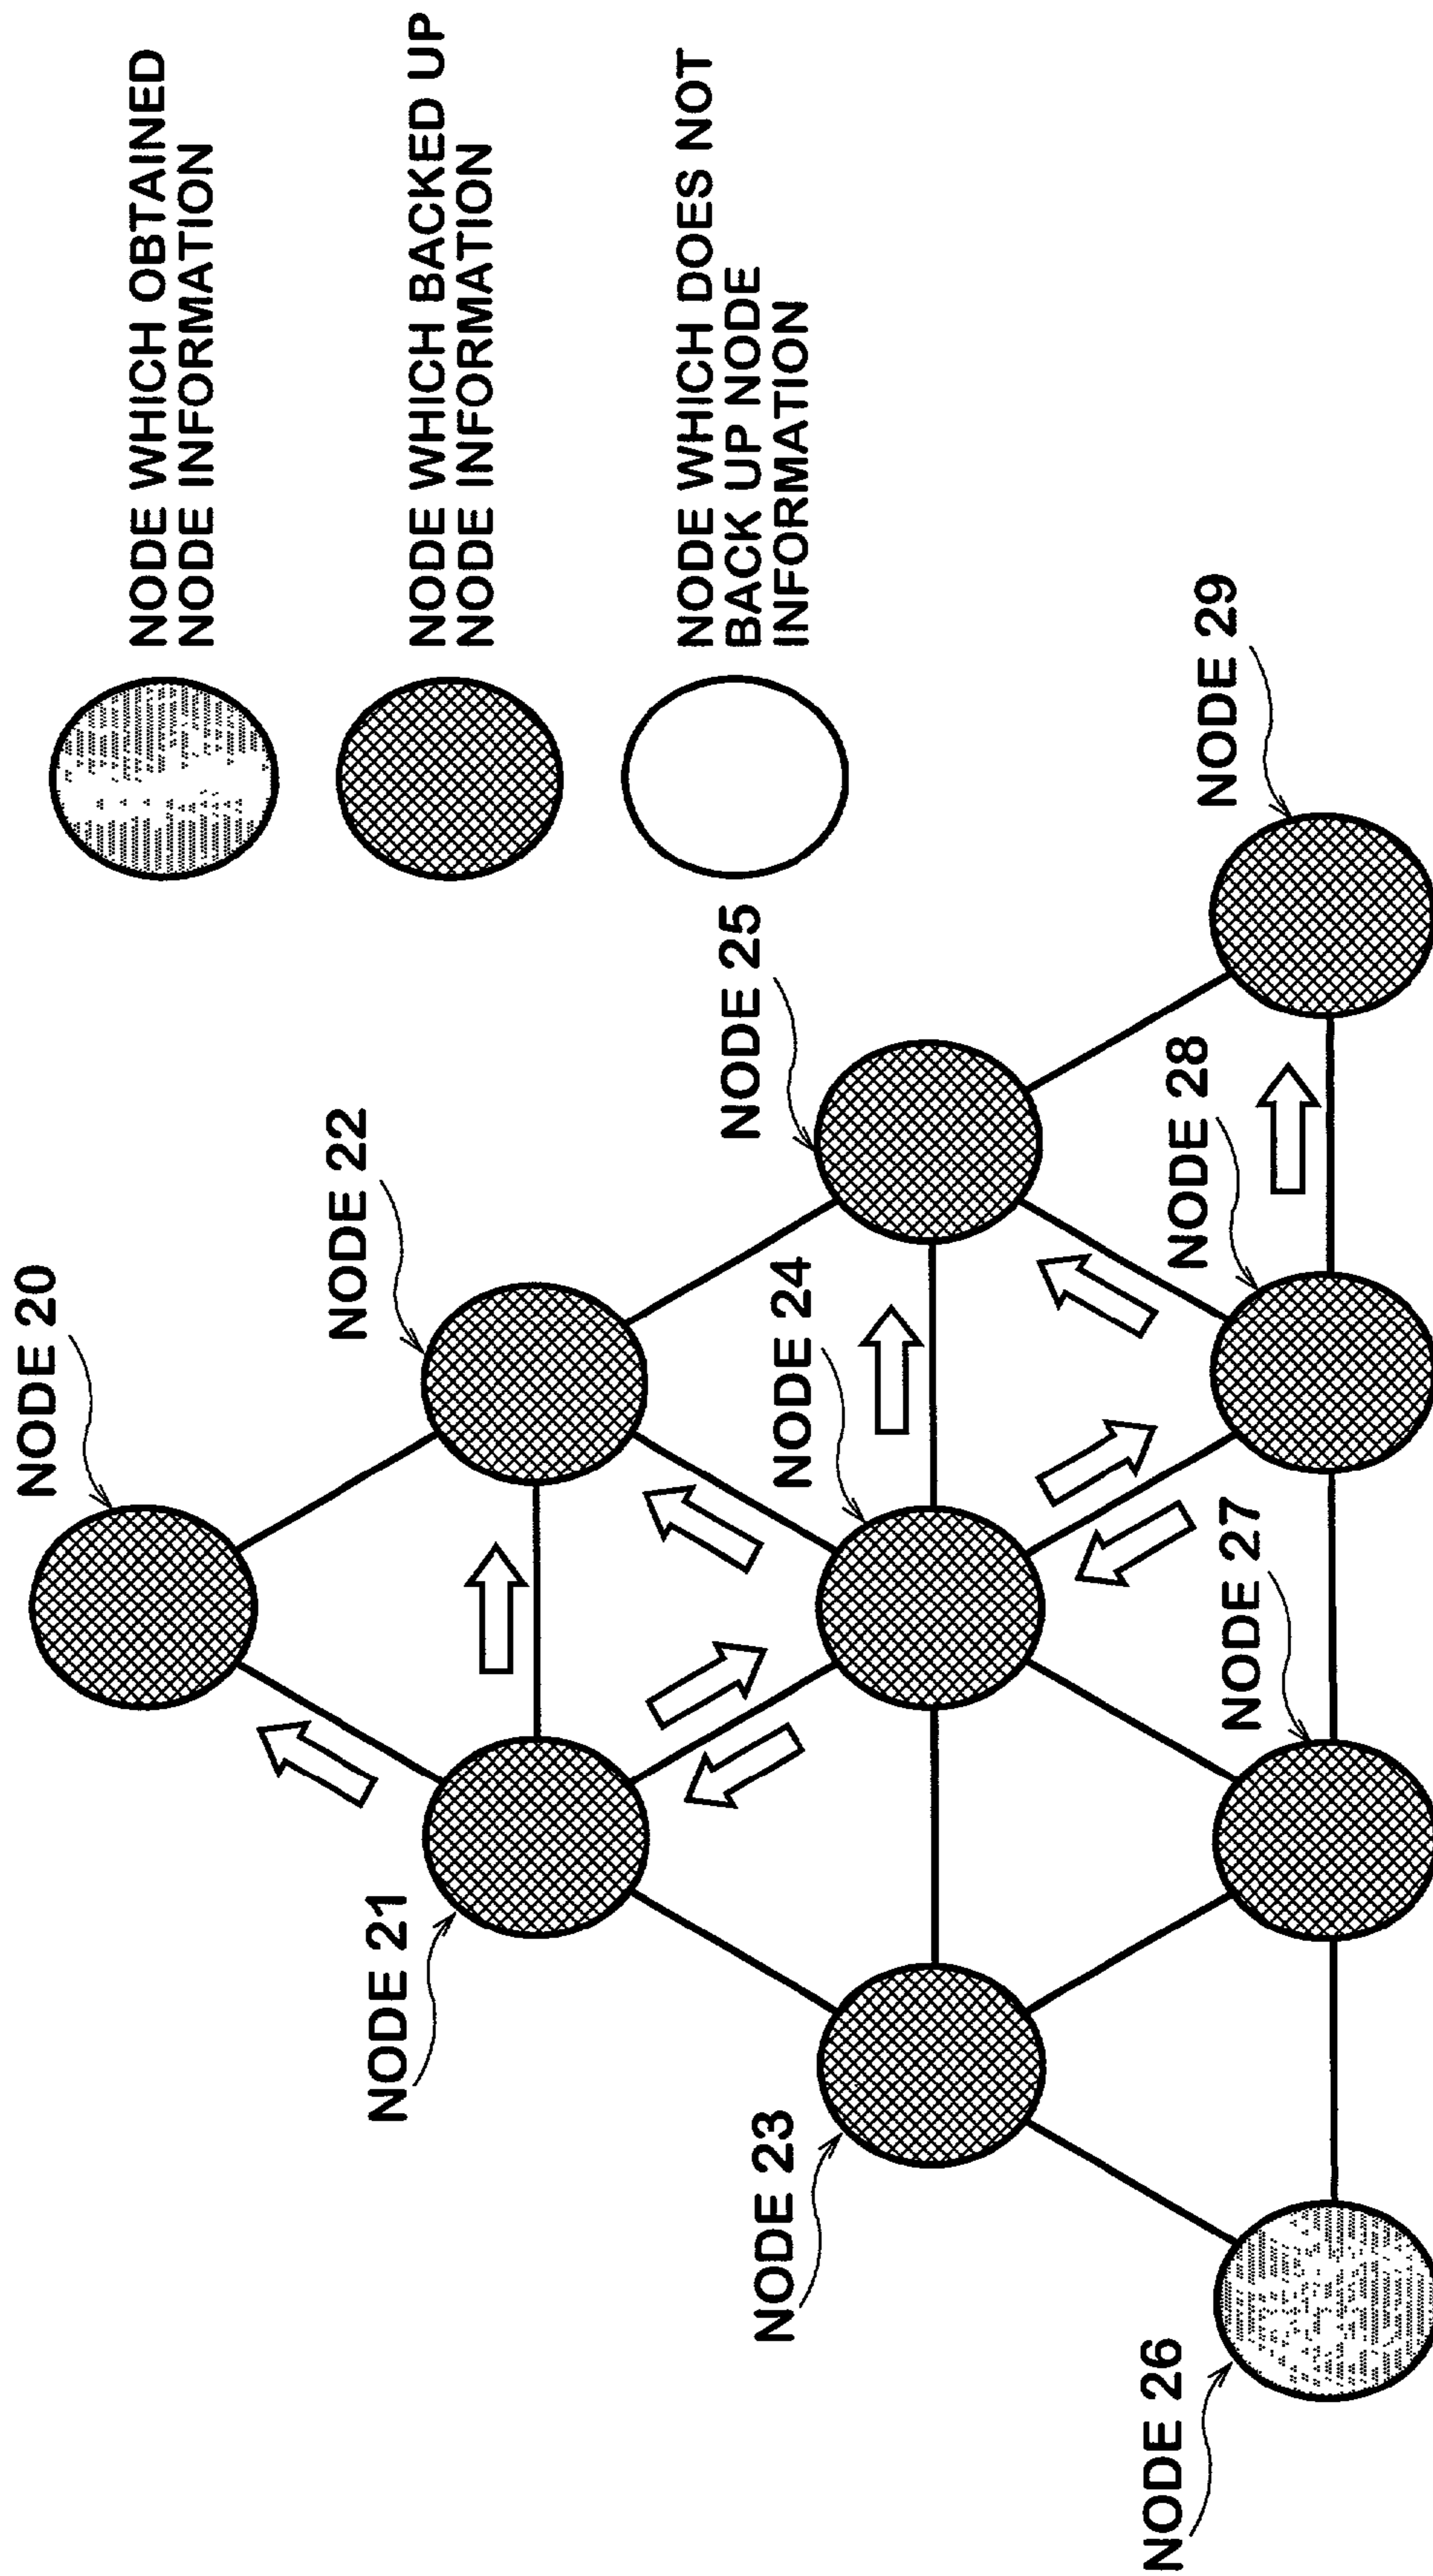 NODE WHICH OBTAINED
NODE INFORMATION
NODE WHICH BACKED UP
NODE INFORMATION
NODE WHICH DOES NOT
BACK UP NODE
INFORMATION
NODE 20
NODE 21
NODE 22
NODE 23
NODE 24
NODE 25
NODE 26
NODE 27
NODE 28
NODE 29